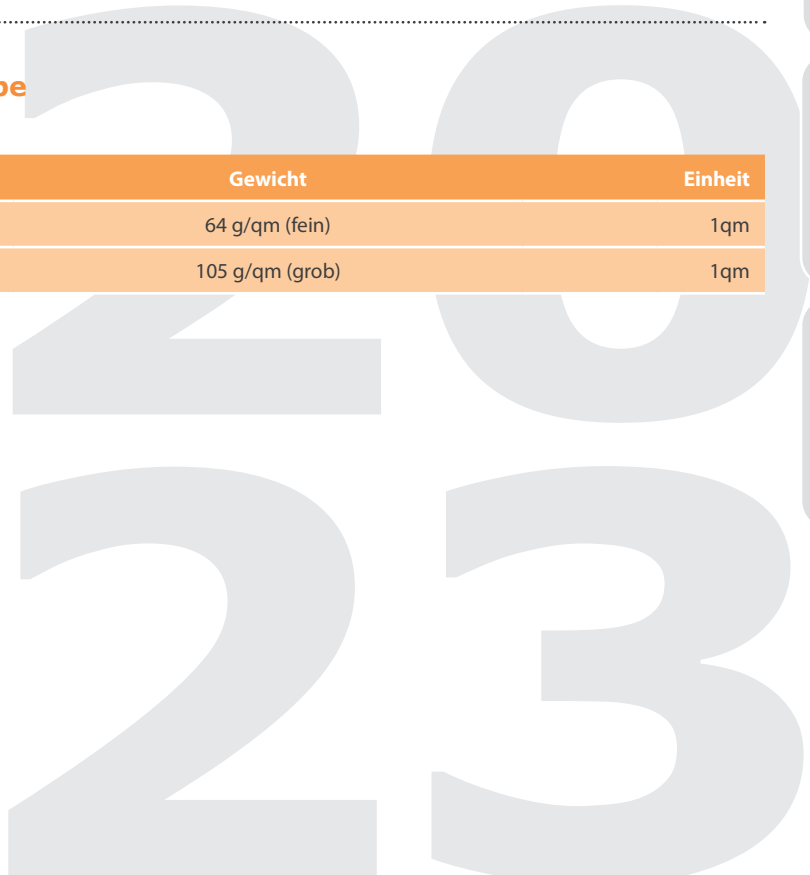 be
Gewicht Einheit
64 g/qm (fein) 1qm
105 g/qm (grob) 1qm
20
23